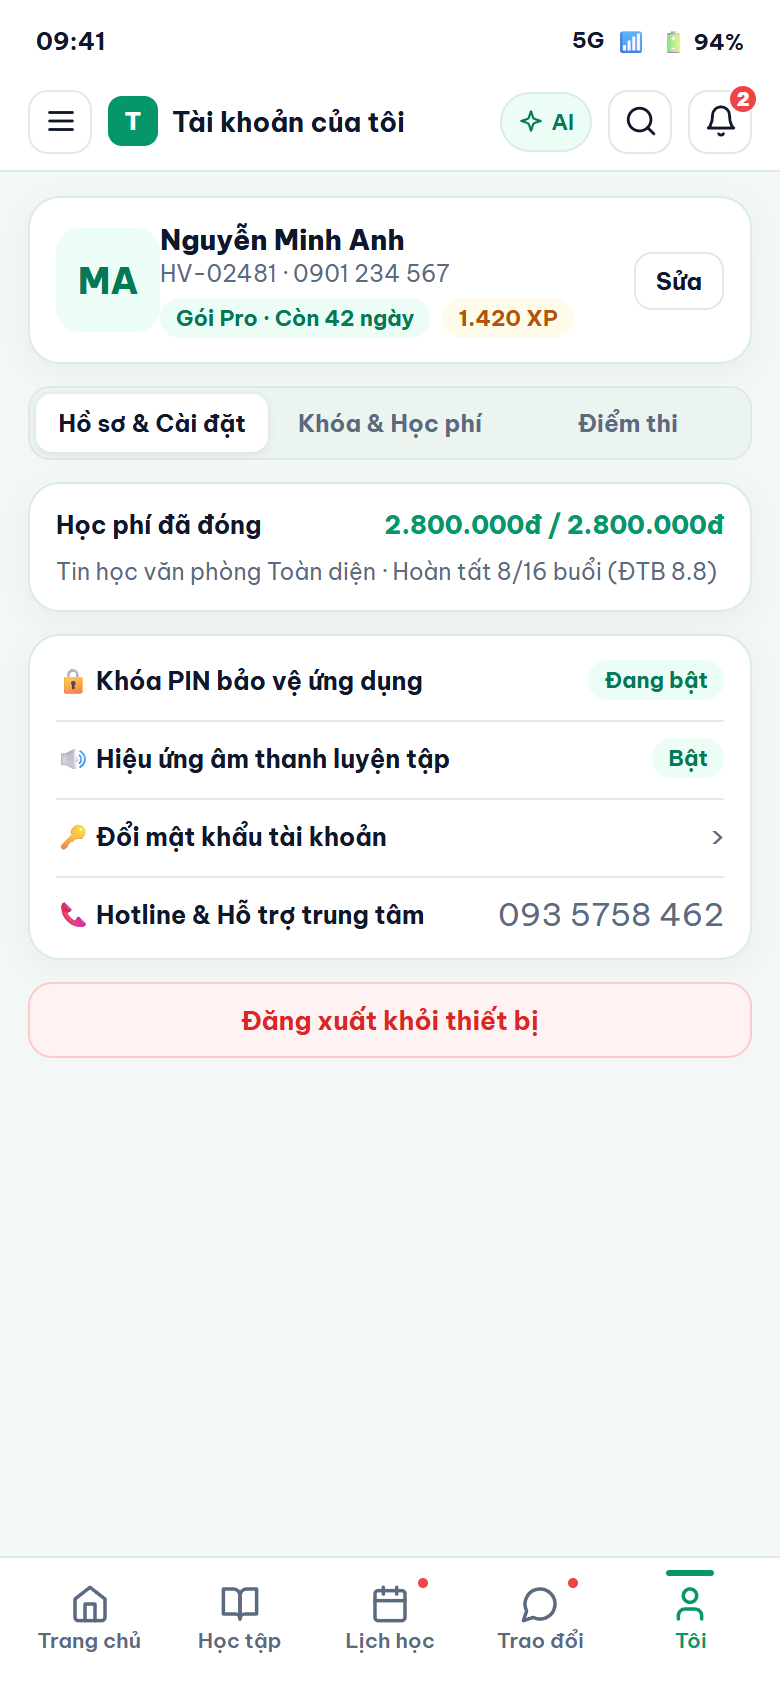 09:41
5G 94%
T Tài khoản của tôi AI 2
MA
Nguyễn Minh Anh
HV-02481 · 0901 234 567
Gói Pro · Còn 42 ngày 1.420 XP
Sửa
Hồ sơ & Cài đặt Khóa & Học phí Điểm thi
Học phí đã đóng 2.800.000đ / 2.800.000đ
Tin học văn phòng Toàn diện · Hoàn tất 8/16 buổi (ĐTB 8.8)
Khóa PIN bảo vệ ứng dụng Đang bật
Hiệu ứng âm thanh luyện tập Bật
Đổi mật khẩu tài khoản ›
Hotline & Hỗ trợ trung tâm 093 5758 462
Đăng xuất khỏi thiết bị
Trang chủ Học tập Lịch học Trao đổi Tôi